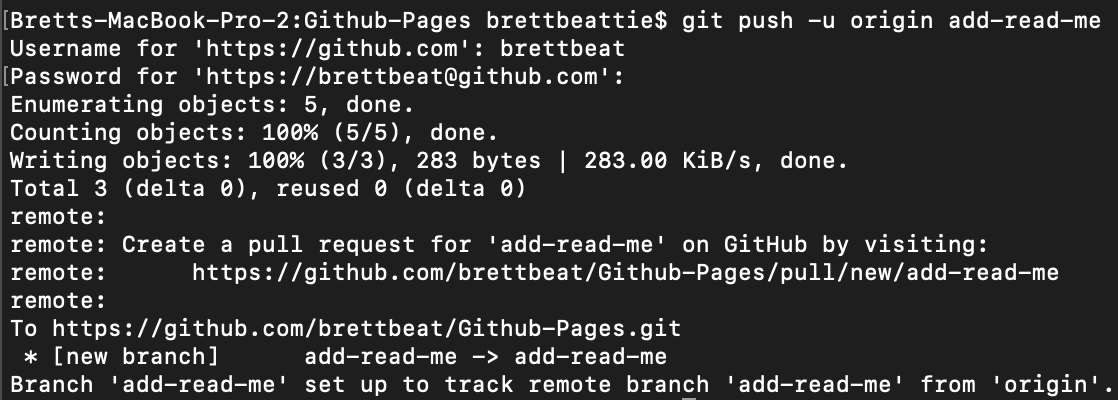 [Bretts-MacBook-Pro-2:Github-Pages brettbeattie$ git push -u origin add-read-me
Username for 'https://github.com': brettbeat
[Password for 'https://brettbeat@github.com':
Enumerating objects: 5, done.
Counting objects: 100% (5/5), done.
Writing objects: 100% (3/3), 283 bytes | 283.00 KiB/s, done.
Total 3 (delta 0), reused 0 (delta 0)
remote:
remote: Create a pull request for 'add-read-me' on GitHub by visiting:
remote:      https://github.com/brettbeat/Github-Pages/pull/new/add-read-me
remote:
To https://github.com/brettbeat/Github-Pages.git
 * [new branch]      add-read-me -> add-read-me
Branch 'add-read-me' set up to track remote branch 'add-read-me' from 'origin'.